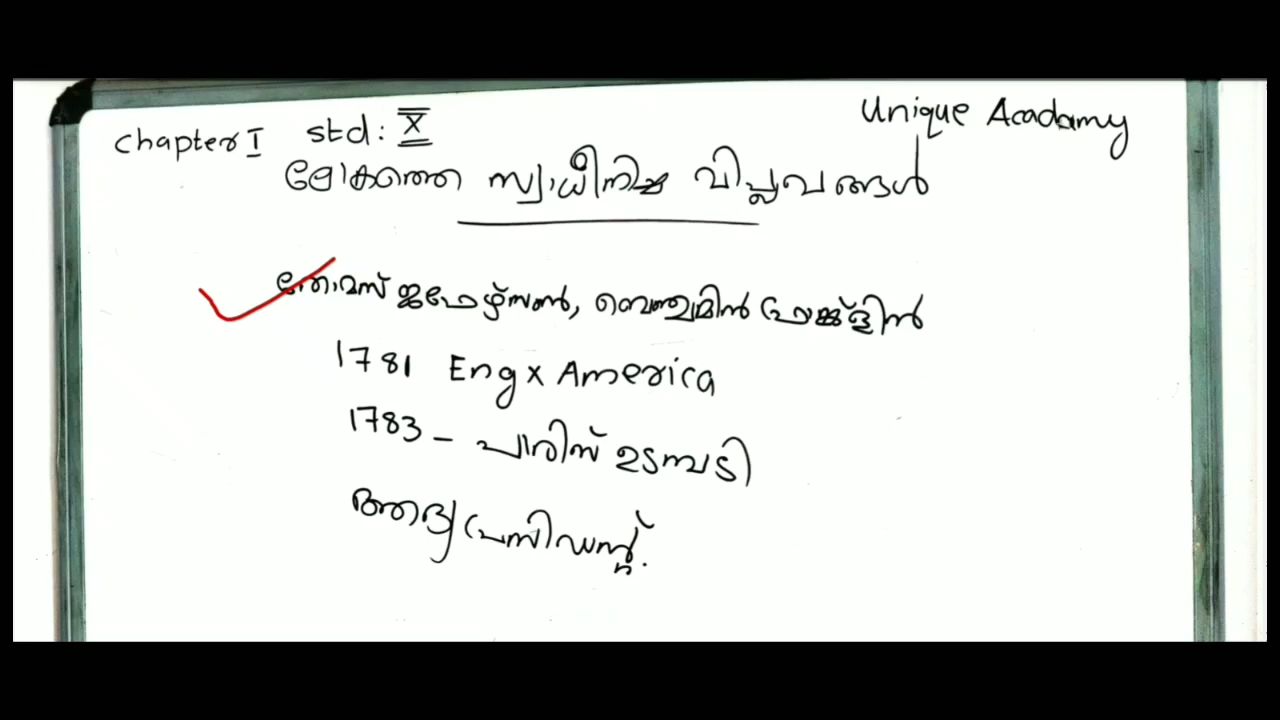 Chapter I std: X Unique Acadamy
ലോകത്തെ സ്വാധീനിച്ച വിപ്ലവങ്ങൾ
തോമസ് ജഫേഴ്സൺ, ബെഞ്ചമിൻ ഫ്രാങ്ക്ളിൻ
1781 Eng x America
1783 – പാരിസ് ഉടമ്പടി
ആദ്യ പ്രസിഡന്റ്.